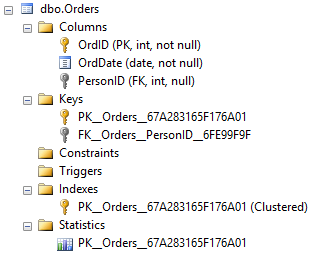 dbo.Orders
Columns
OrdID (PK, int, not null)
OrdDate (date, not null)
PersonID (FK, int, null)
Keys
PK__Orders__67A283165F176A01
FK__Orders__PersonID__6FE99F9F
Constraints
Triggers
Indexes
PK__Orders__67A283165F176A01 (Clustered)
Statistics
PK__Orders__67A283165F176A01